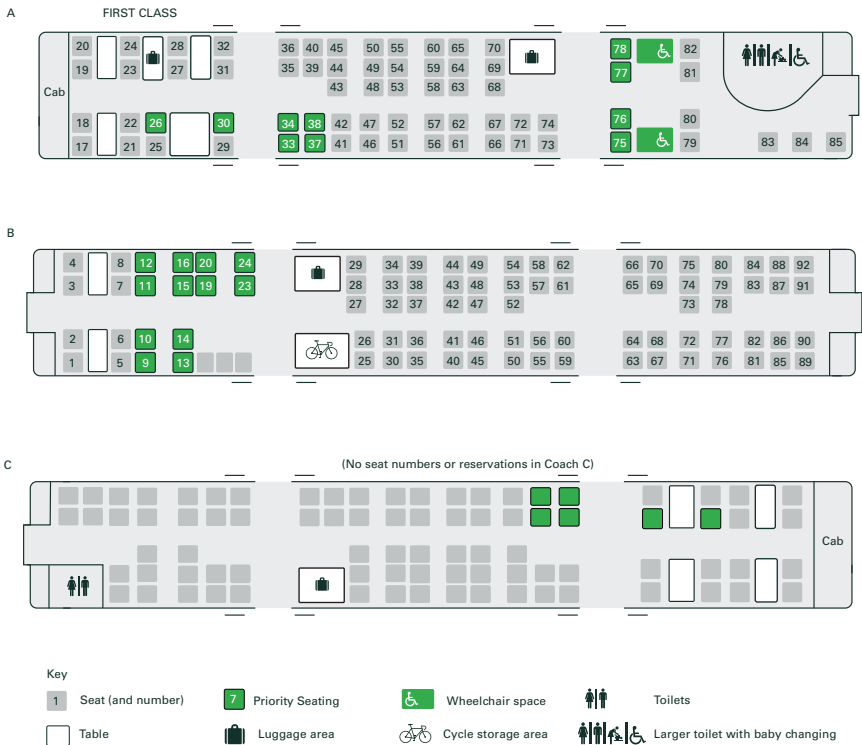 A
FIRST CLASS
20 24 28 32 36 40 45 50 55 60 65 70 78 82
19 23 27 31 35 39 44 49 54 59 64 69 77 81
43 48 53 58 63 68
Cab
18 22 26 30 34 38 42 47 52 57 62 67 72 74 76 80
17 21 25 29 33 37 41 46 51 56 61 66 71 73 75 79 83 84 85
B
4 8 12 16 20 24 29 34 39 44 49 54 58 62 66 70 75 80 84 88 92
3 7 11 15 19 23 28 33 38 43 48 53 57 61 65 69 74 79 83 87 91
27 32 37 42 47 52 73 78
2 6 10 14 26 31 36 41 46 51 56 60 64 68 72 77 82 86 90
1 5 9 13 25 30 35 40 45 50 55 59 63 67 71 76 81 85 89
C
(No seat numbers or reservations in Coach C)
Cab
Key
1 Seat (and number)
7 Priority Seating
Wheelchair space
Toilets
Table
Luggage area
Cycle storage area
Larger toilet with baby changing